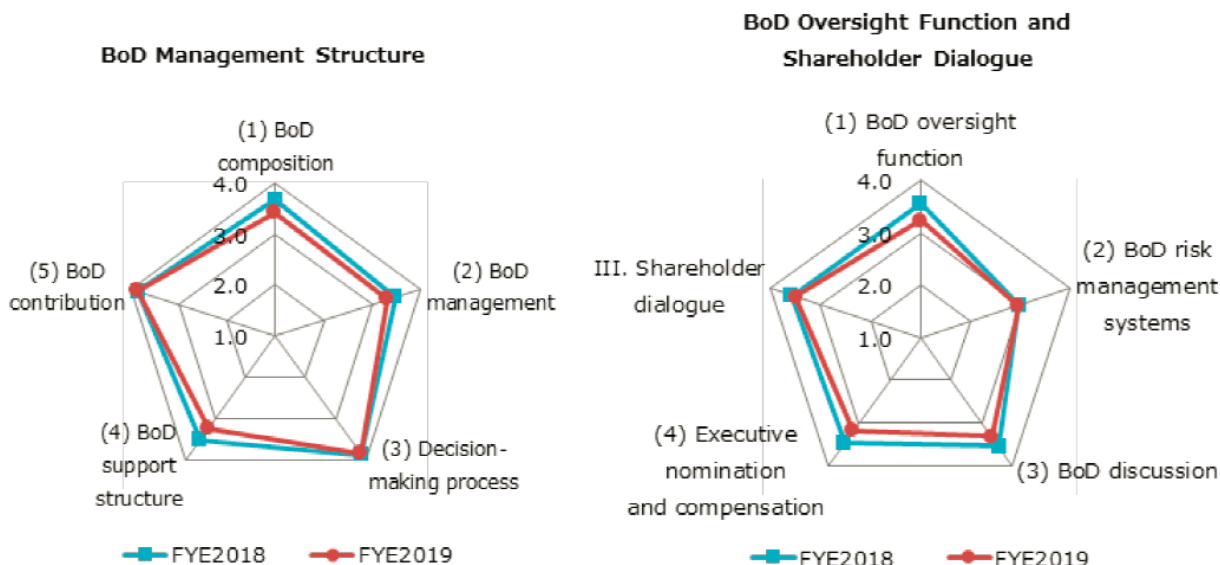 BoD Management Structure
(1) BoD
composition
4.0
3.0
2.0
1.0
(2) BoD
management
(3) Decision-
making process
(4) BoD
support
structure
(5) BoD
contribution
FYE2018
FYE2019
BoD Oversight Function and
Shareholder Dialogue
(1) BoD oversight
function
4.0
3.0
2.0
1.0
(2) BoD risk
management
systems
(3) BoD discussion
(4) Executive
nomination
and compensation
III. Shareholder
dialogue
FYE2018
FYE2019